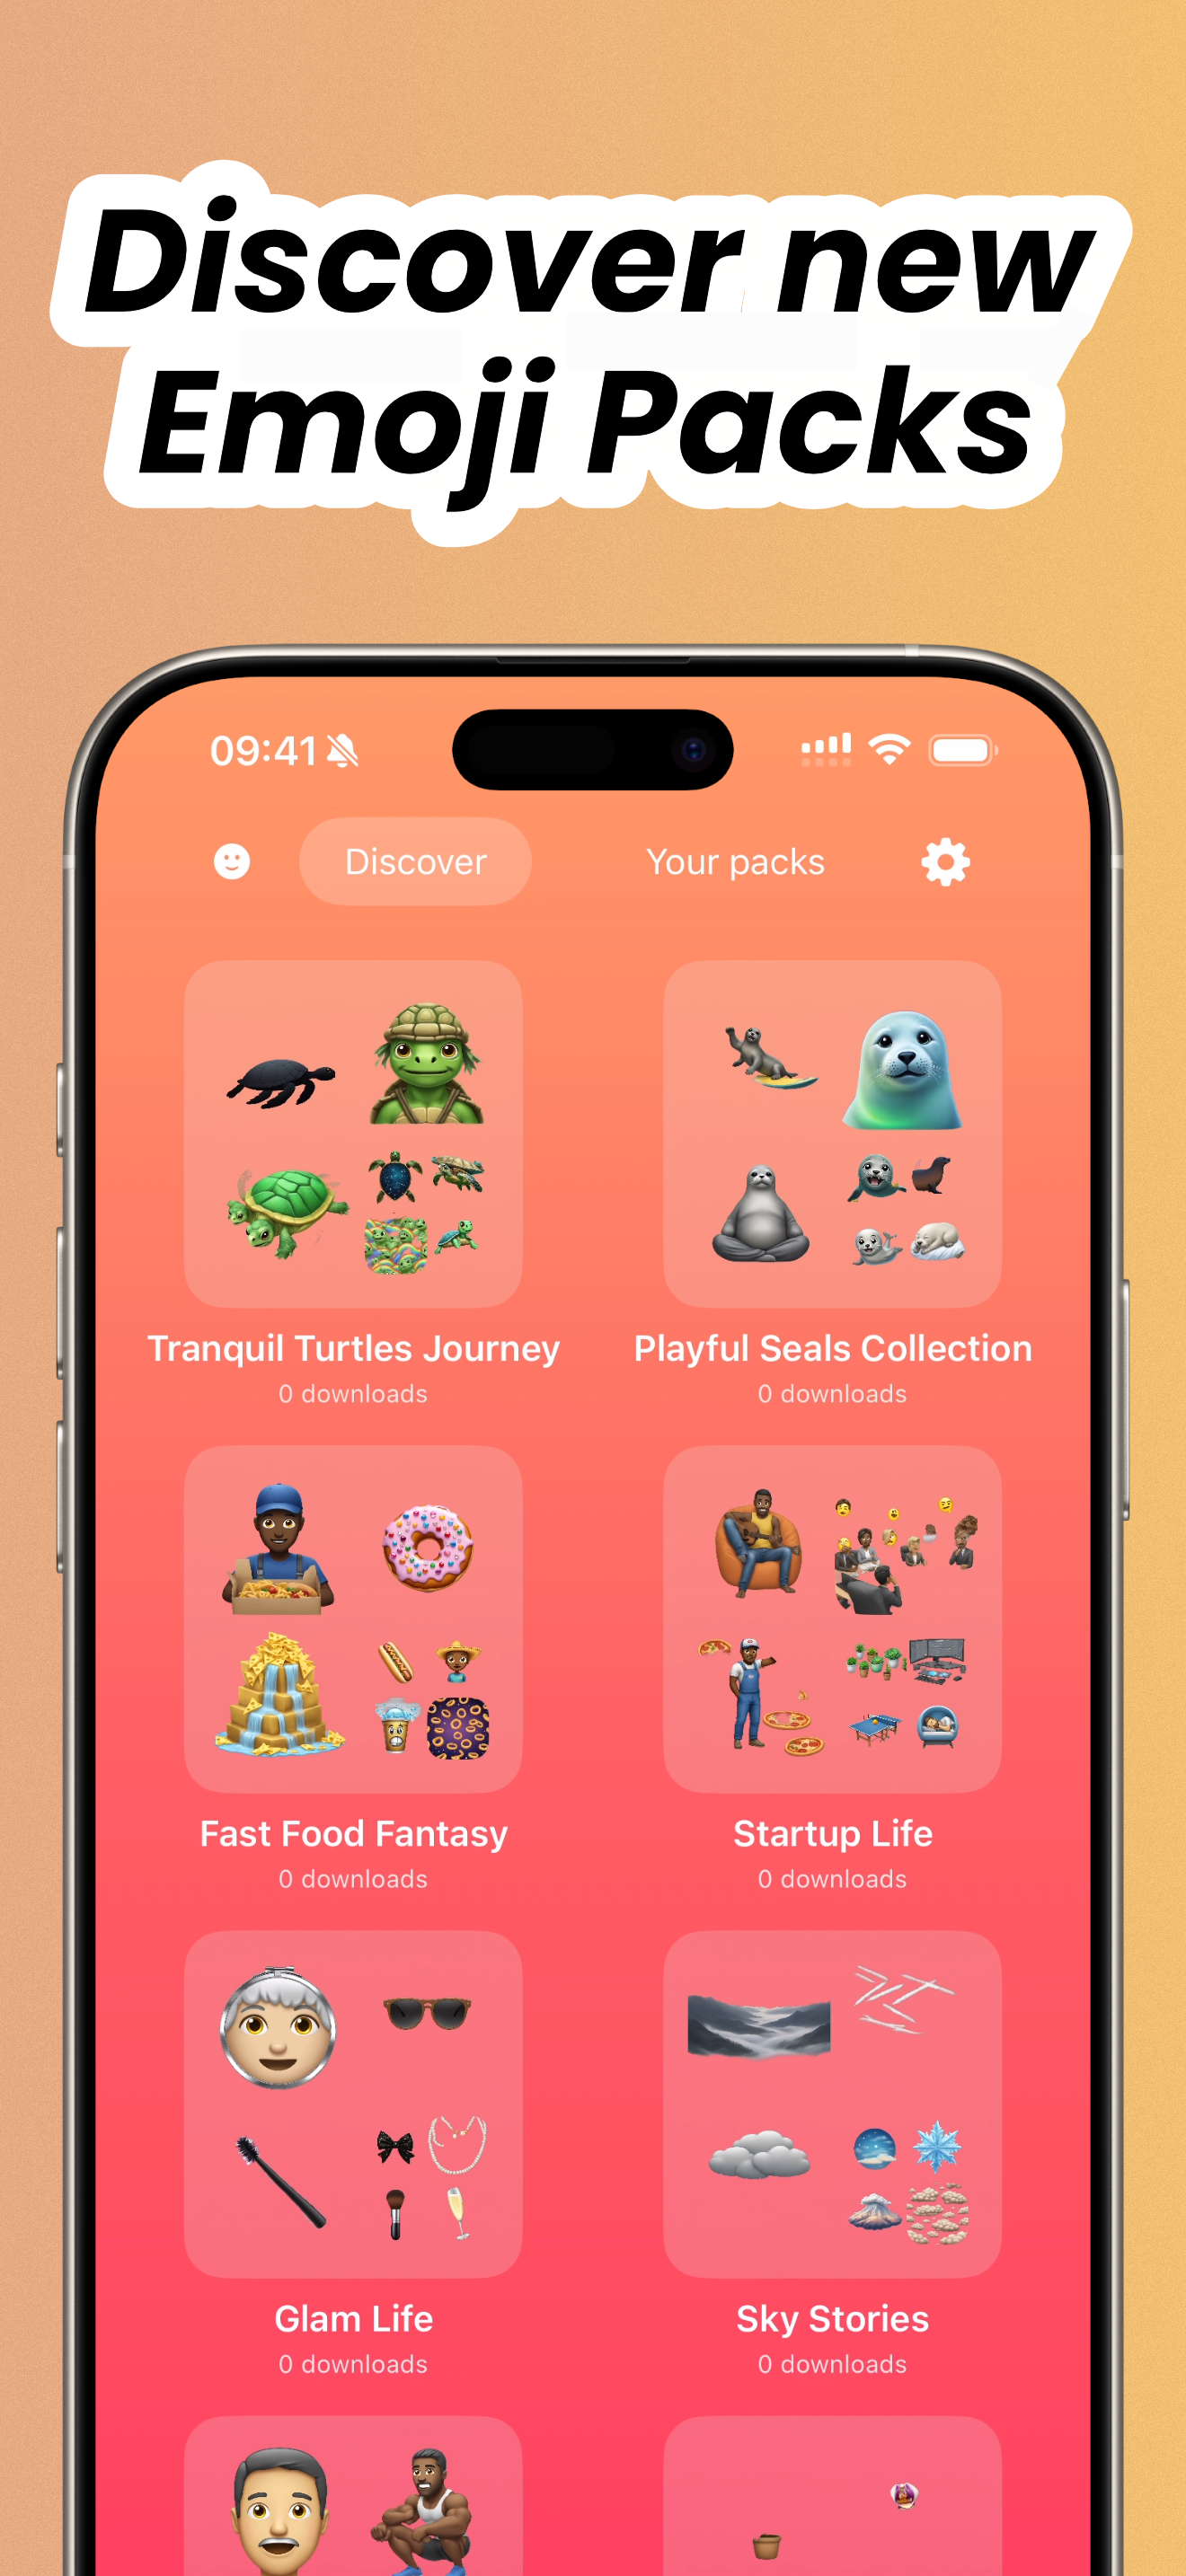 Discover new
Emoji Packs
09:41
Discover
Your packs
Tranquil Turtles Journey
Playful Seals Collection
0 downloads
0 downloads
Fast Food Fantasy
Startup Life
0 downloads
0 downloads
Glam Life
Sky Stories
0 downloads
0 downloads